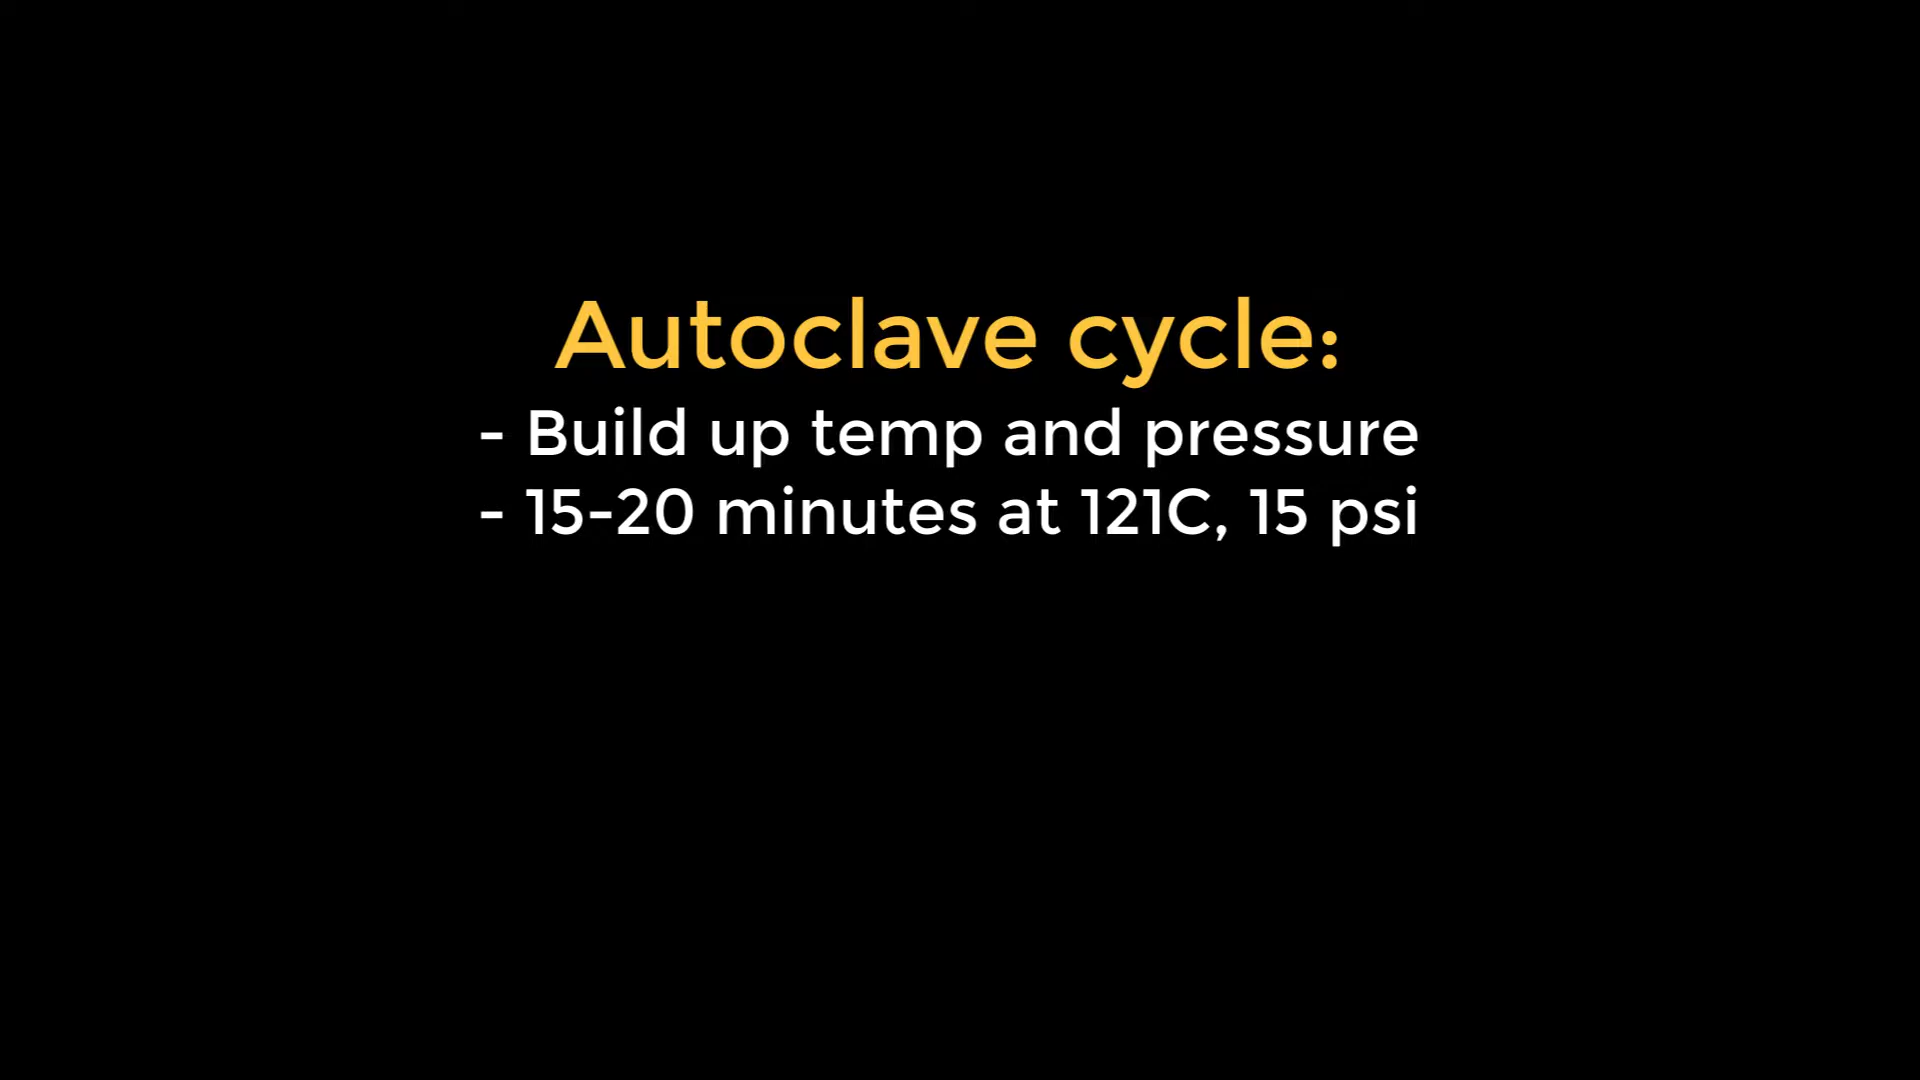 Autoclave cycle:
- Build up temp and pressure
- 15-20 minutes at 121C, 15 psi